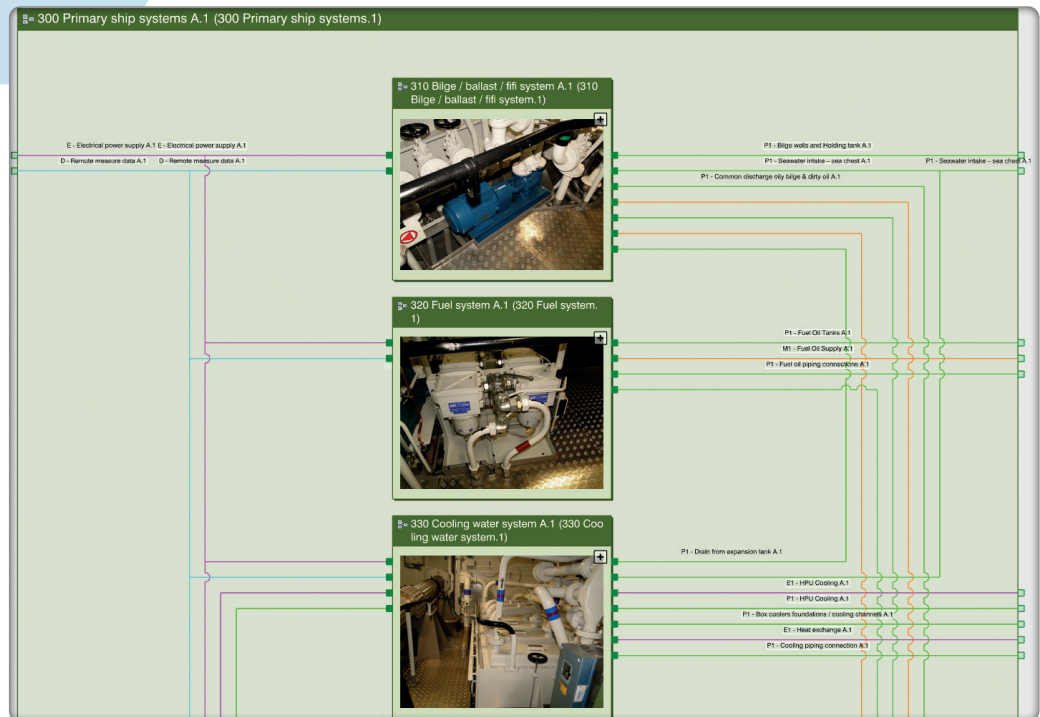 300 Primary ship systems A.1 (300 Primary ship systems.1)
310 Bilge / ballast / fifi system A.1 (310
Bilge / ballast / fifi system.1)
E - Electrical power supply A.1 E - Electrical power supply A.1
D - Remote measure data A.1 D - Remote measure data A.1
P1 - Bilge wells and Holding tank A.1
P1 - Seawater intake – sea chest A.1
P1 - Seawater intake – sea chest A.1
P1 - Common discharge oily bilge & dirty oil A.1
320 Fuel system A.1 (320 Fuel system.
1)
P1 - Fuel Oil Tanks A.1
M1 - Fuel Oil Supply A.1
P1 - Fuel oil piping connections A.1
330 Cooling water system A.1 (330 Coo
ling water system.1)
P1 - Drain from expansion tank A.1
E1 - HPU Cooling A.1
P1 - HPU Cooling A.1
P1 - Box coolers foundations / cooling channels A.1
E1 - Heat exchange A.1
P1 - Cooling piping connection A.1